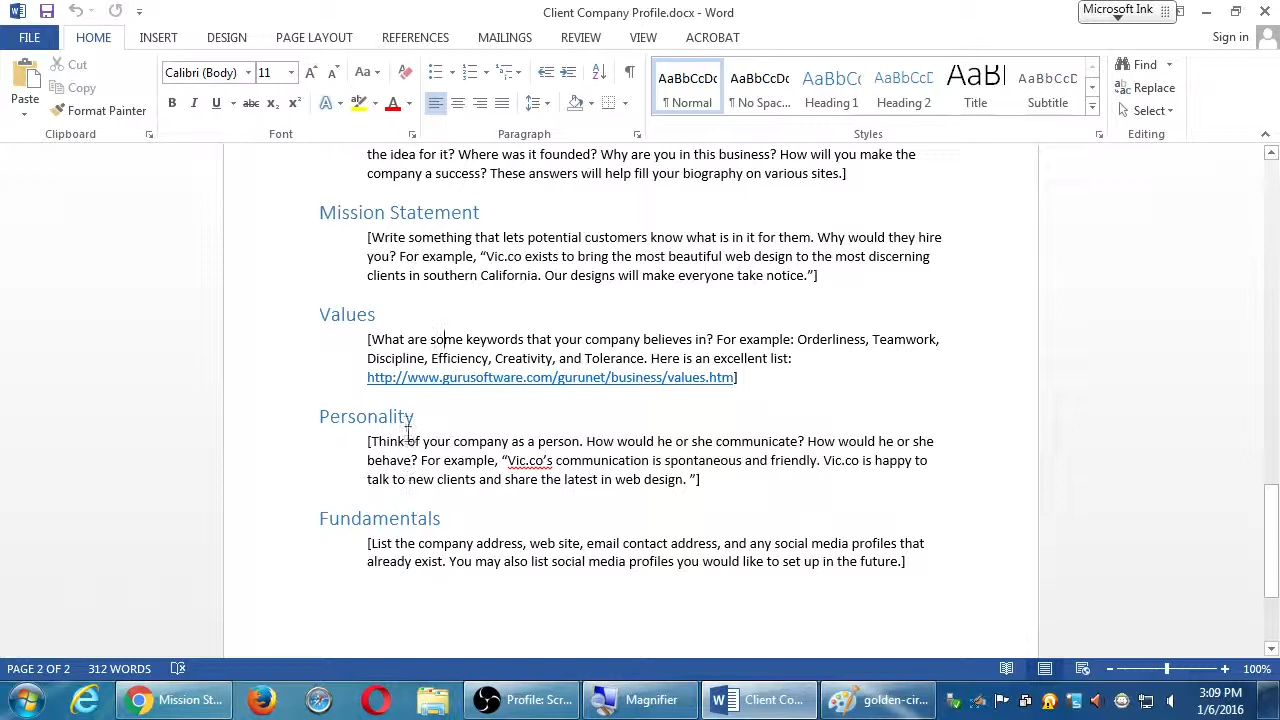 Client Company Profile.docx - Word
Microsoft Ink
FILE HOME INSERT DESIGN PAGE LAYOUT REFERENCES MAILINGS REVIEW VIEW ACROBAT Sign in
Paste
Cut
Copy
Format Painter
Calibri (Body) 11
AaBbCcDc AaBbCcDc AaBbC AaBbCcD AaB AaBbCcD
¶ Normal ¶ No Spac... Heading 1 Heading 2 Title Subtitle
Find
Replace
Select
Clipboard Font Paragraph Styles Editing
the idea for it? Where was it founded? Why are you in this business? How will you make the
company a success? These answers will help fill your biography on various sites.]
Mission Statement
[Write something that lets potential customers know what is in it for them. Why would they hire
you? For example, “Vic.co exists to bring the most beautiful web design to the most discerning
clients in southern California. Our designs will make everyone take notice.”]
Values
[What are some keywords that your company believes in? For example: Orderliness, Teamwork,
Discipline, Efficiency, Creativity, and Tolerance. Here is an excellent list:
http://www.gurusoftware.com/gurunet/business/values.htm]
Personality
[Think of your company as a person. How would he or she communicate? How would he or she
behave? For example, “Vic.co’s communication is spontaneous and friendly. Vic.co is happy to
talk to new clients and share the latest in web design. ”]
Fundamentals
[List the company address, web site, email contact address, and any social media profiles that
already exist. You may also list social media profiles you would like to set up in the future.]
PAGE 2 OF 2 312 WORDS 100%
Mission St... Profile: Scr... Magnifier Client Co... golden-cir...
3:09 PM
1/6/2016